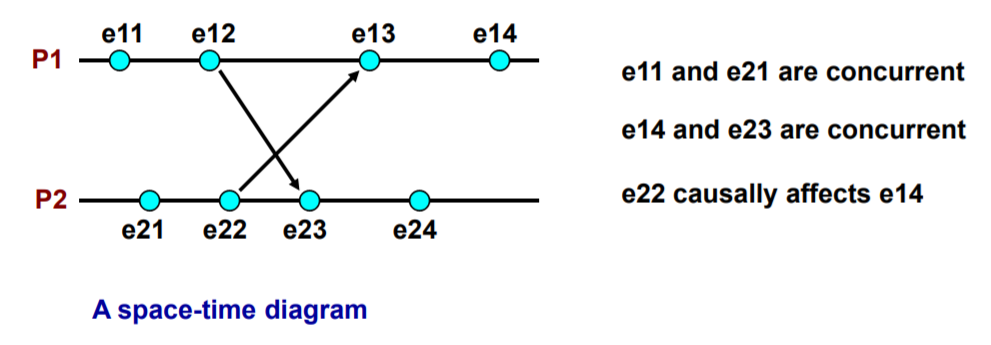 e11 e12 e13 e14
P1
e11 and e21 are concurrent
e14 and e23 are concurrent
P2
e22 causally affects e14
e21 e22 e23 e24
A space-time diagram